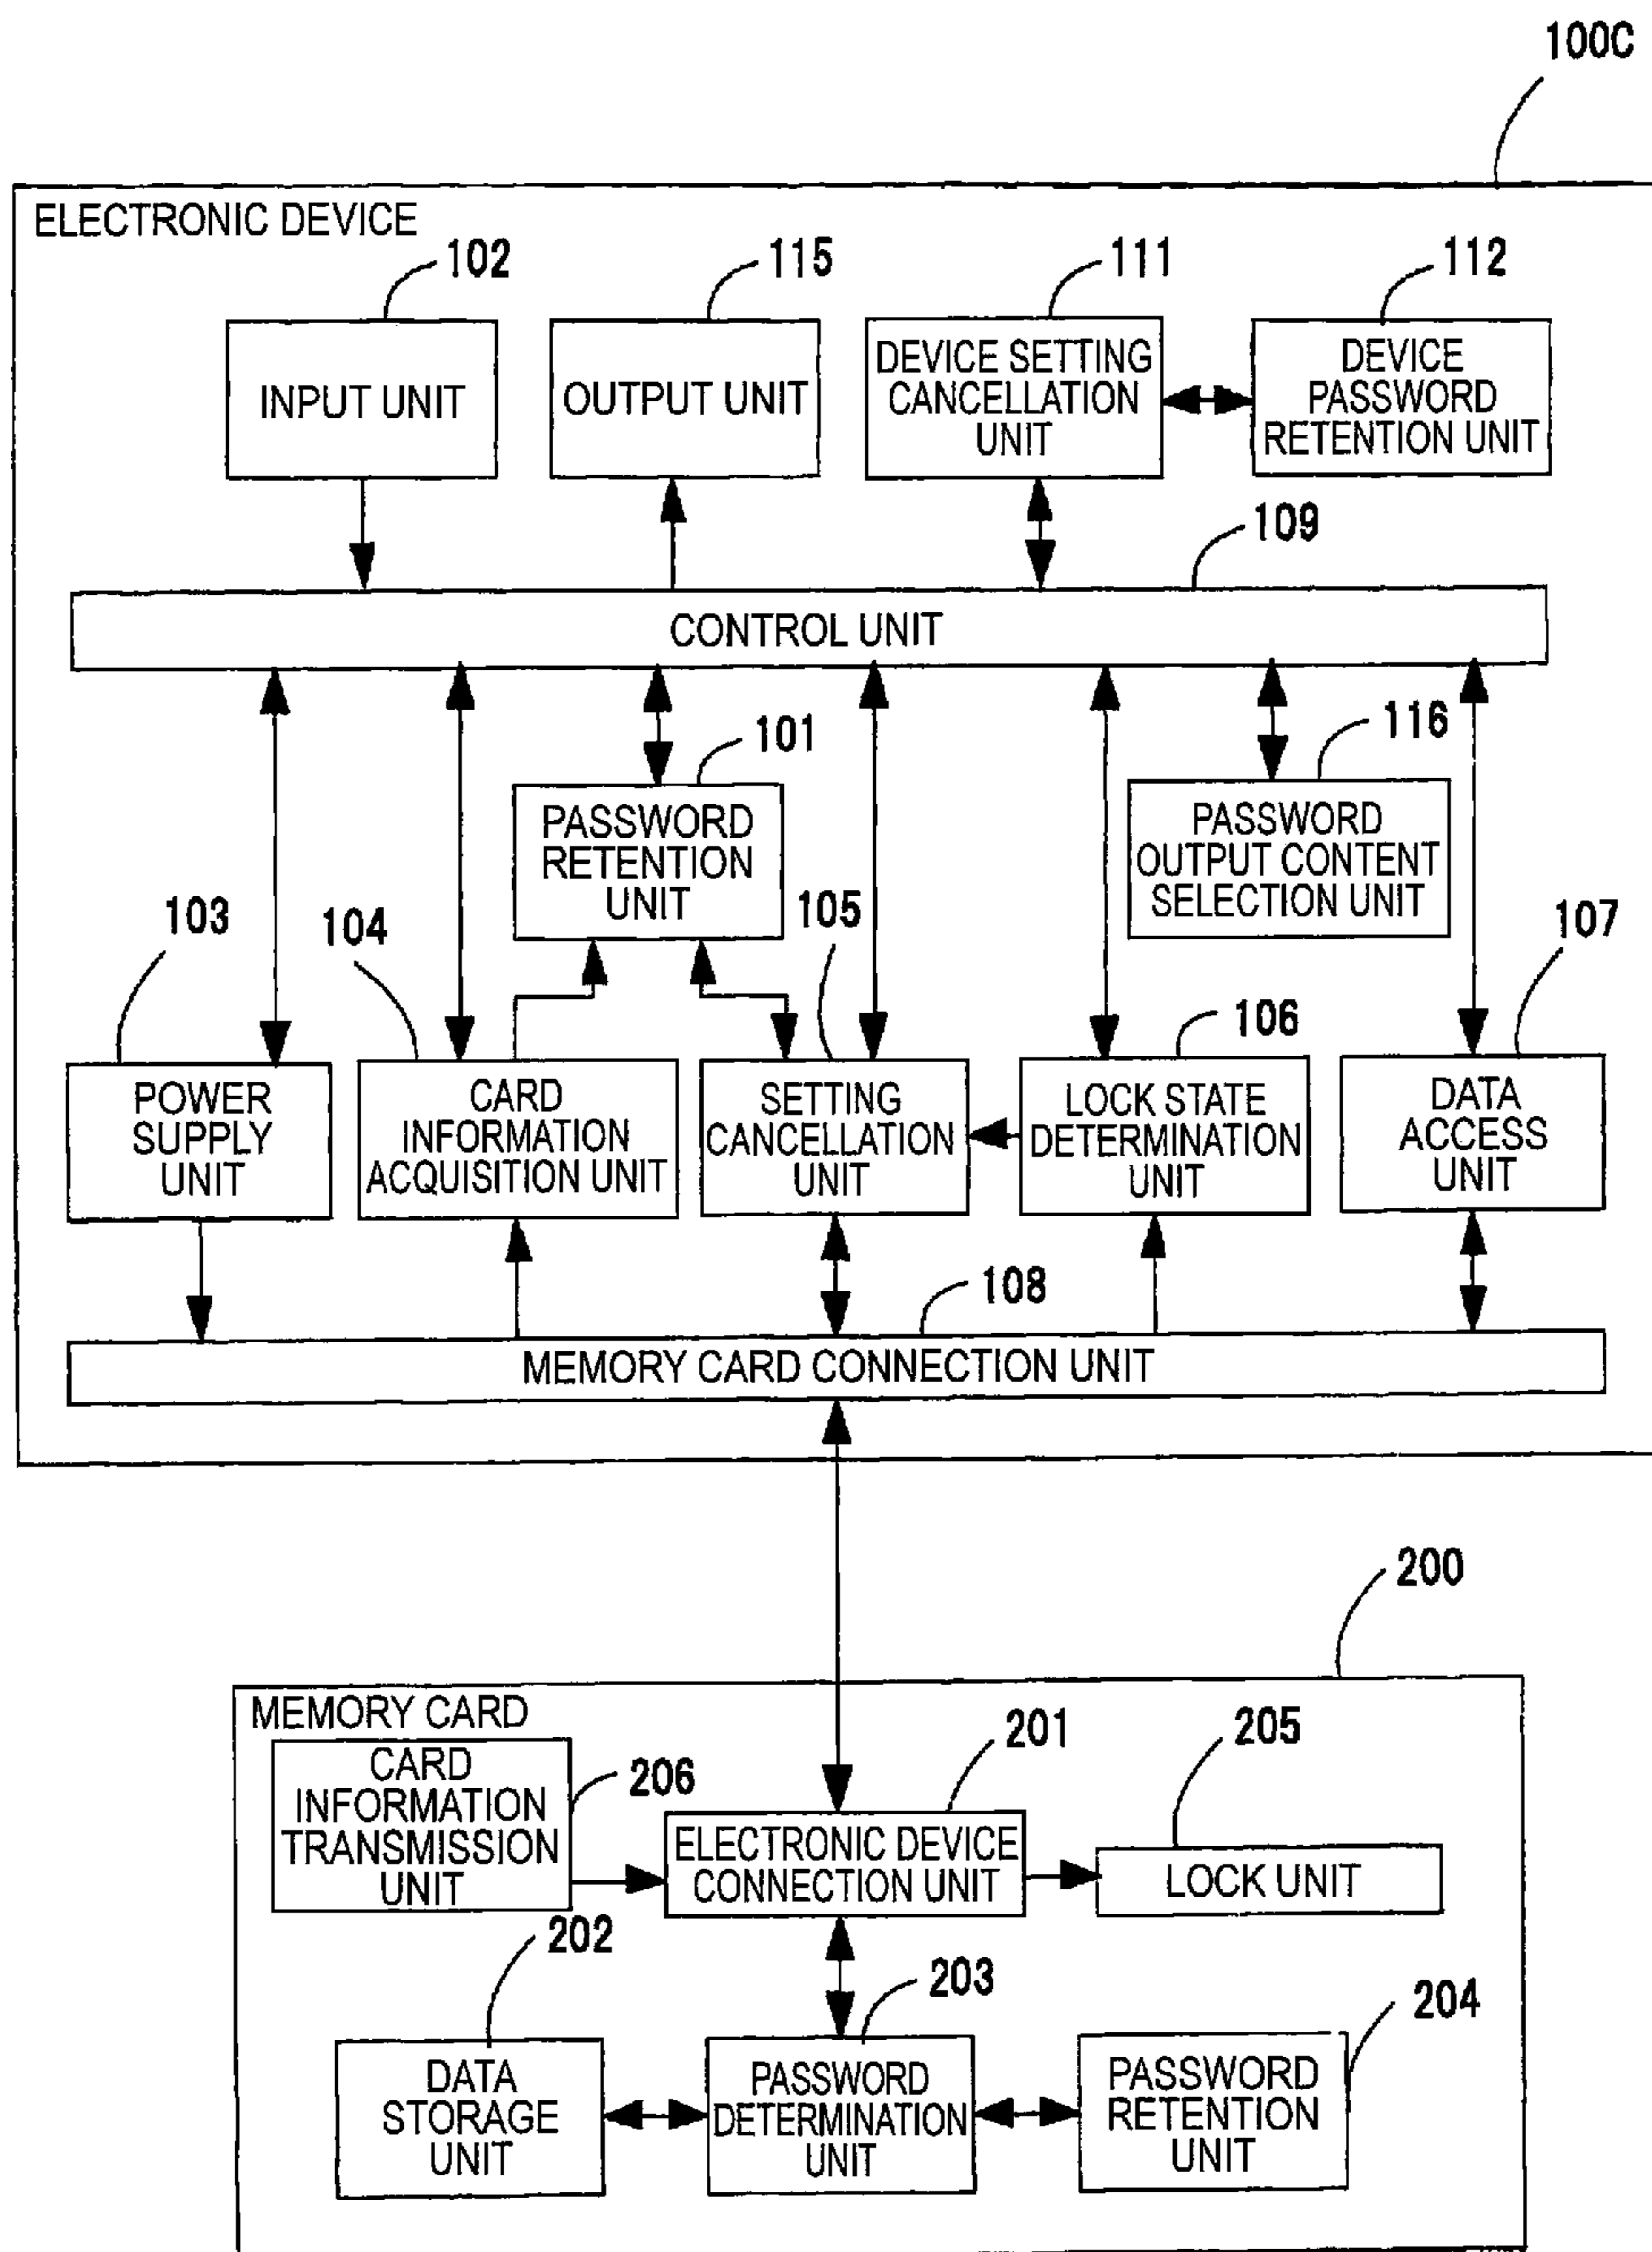 100C
ELECTRONIC DEVICE
102
115
111
112
INPUT UNIT
OUTPUT UNIT
DEVICE SETTING
CANCELLATION
UNIT
DEVICE
PASSWORD
RETENTION UNIT
109
CONTROL UNIT
101
116
PASSWORD
RETENTION
UNIT
PASSWORD
OUTPUT CONTENT
SELECTION UNIT
103
104
105
106
107
POWER
SUPPLY
UNIT
CARD
INFORMATION
ACQUISITION UNIT
SETTING
CANCELLATION
UNIT
LOCK STATE
DETERMINATION
UNIT
DATA
ACCESS
UNIT
108
MEMORY CARD CONNECTION UNIT
200
MEMORY CARD
CARD
INFORMATION
TRANSMISSION
UNIT
206
201
205
ELECTRONIC DEVICE
CONNECTION UNIT
LOCK UNIT
202
203
204
DATA
STORAGE
UNIT
PASSWORD
DETERMINATION
UNIT
PASSWORD
RETENTION
UNIT